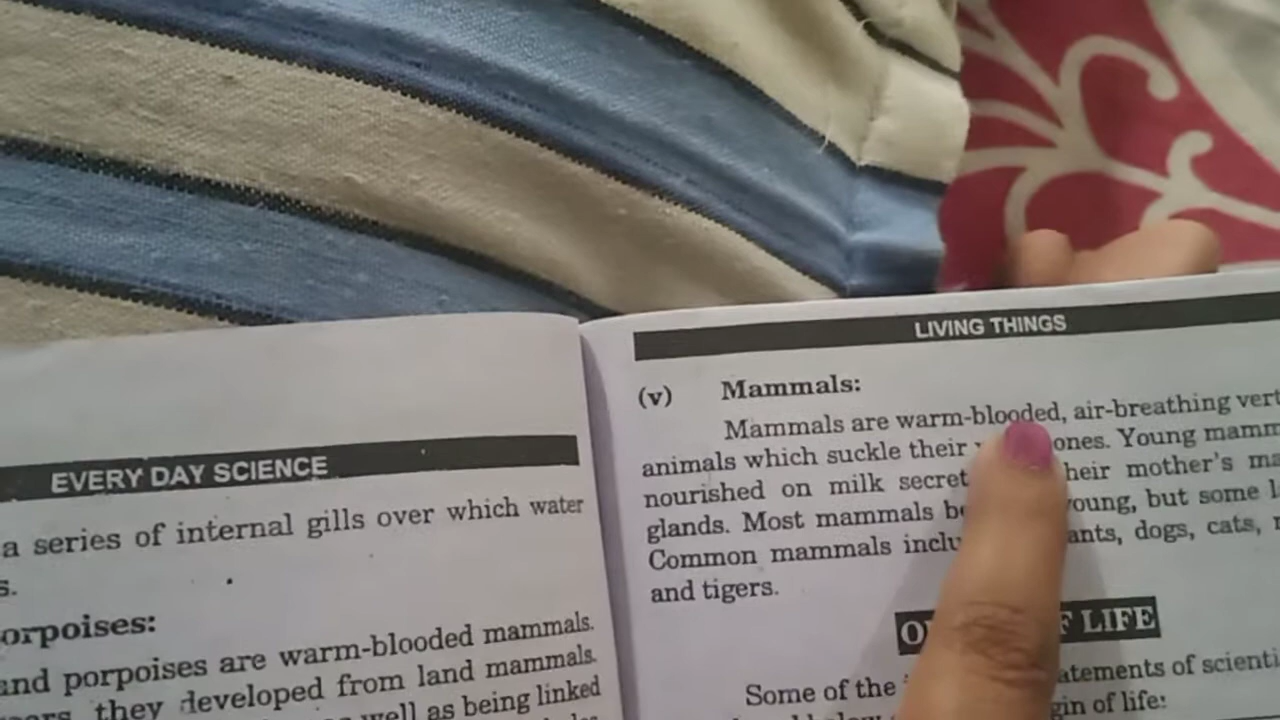 EVERY DAY SCIENCE
a series of internal gills over which water
s.
orpoises:
and porpoises are warm-blooded mammals.
they developed from land mammals.
well as being linked
LIVING THINGS
(v) Mammals:
Mammals are warm-blooded, air-breathing vert
animals which suckle their ones. Young mamm
nourished on milk secret heir mother's ma
glands. Most mammals be young, but some l
Common mammals inclu ants, dogs, cats,
and tigers.
O F LIFE
Some of the atements of scienti
gin of life: